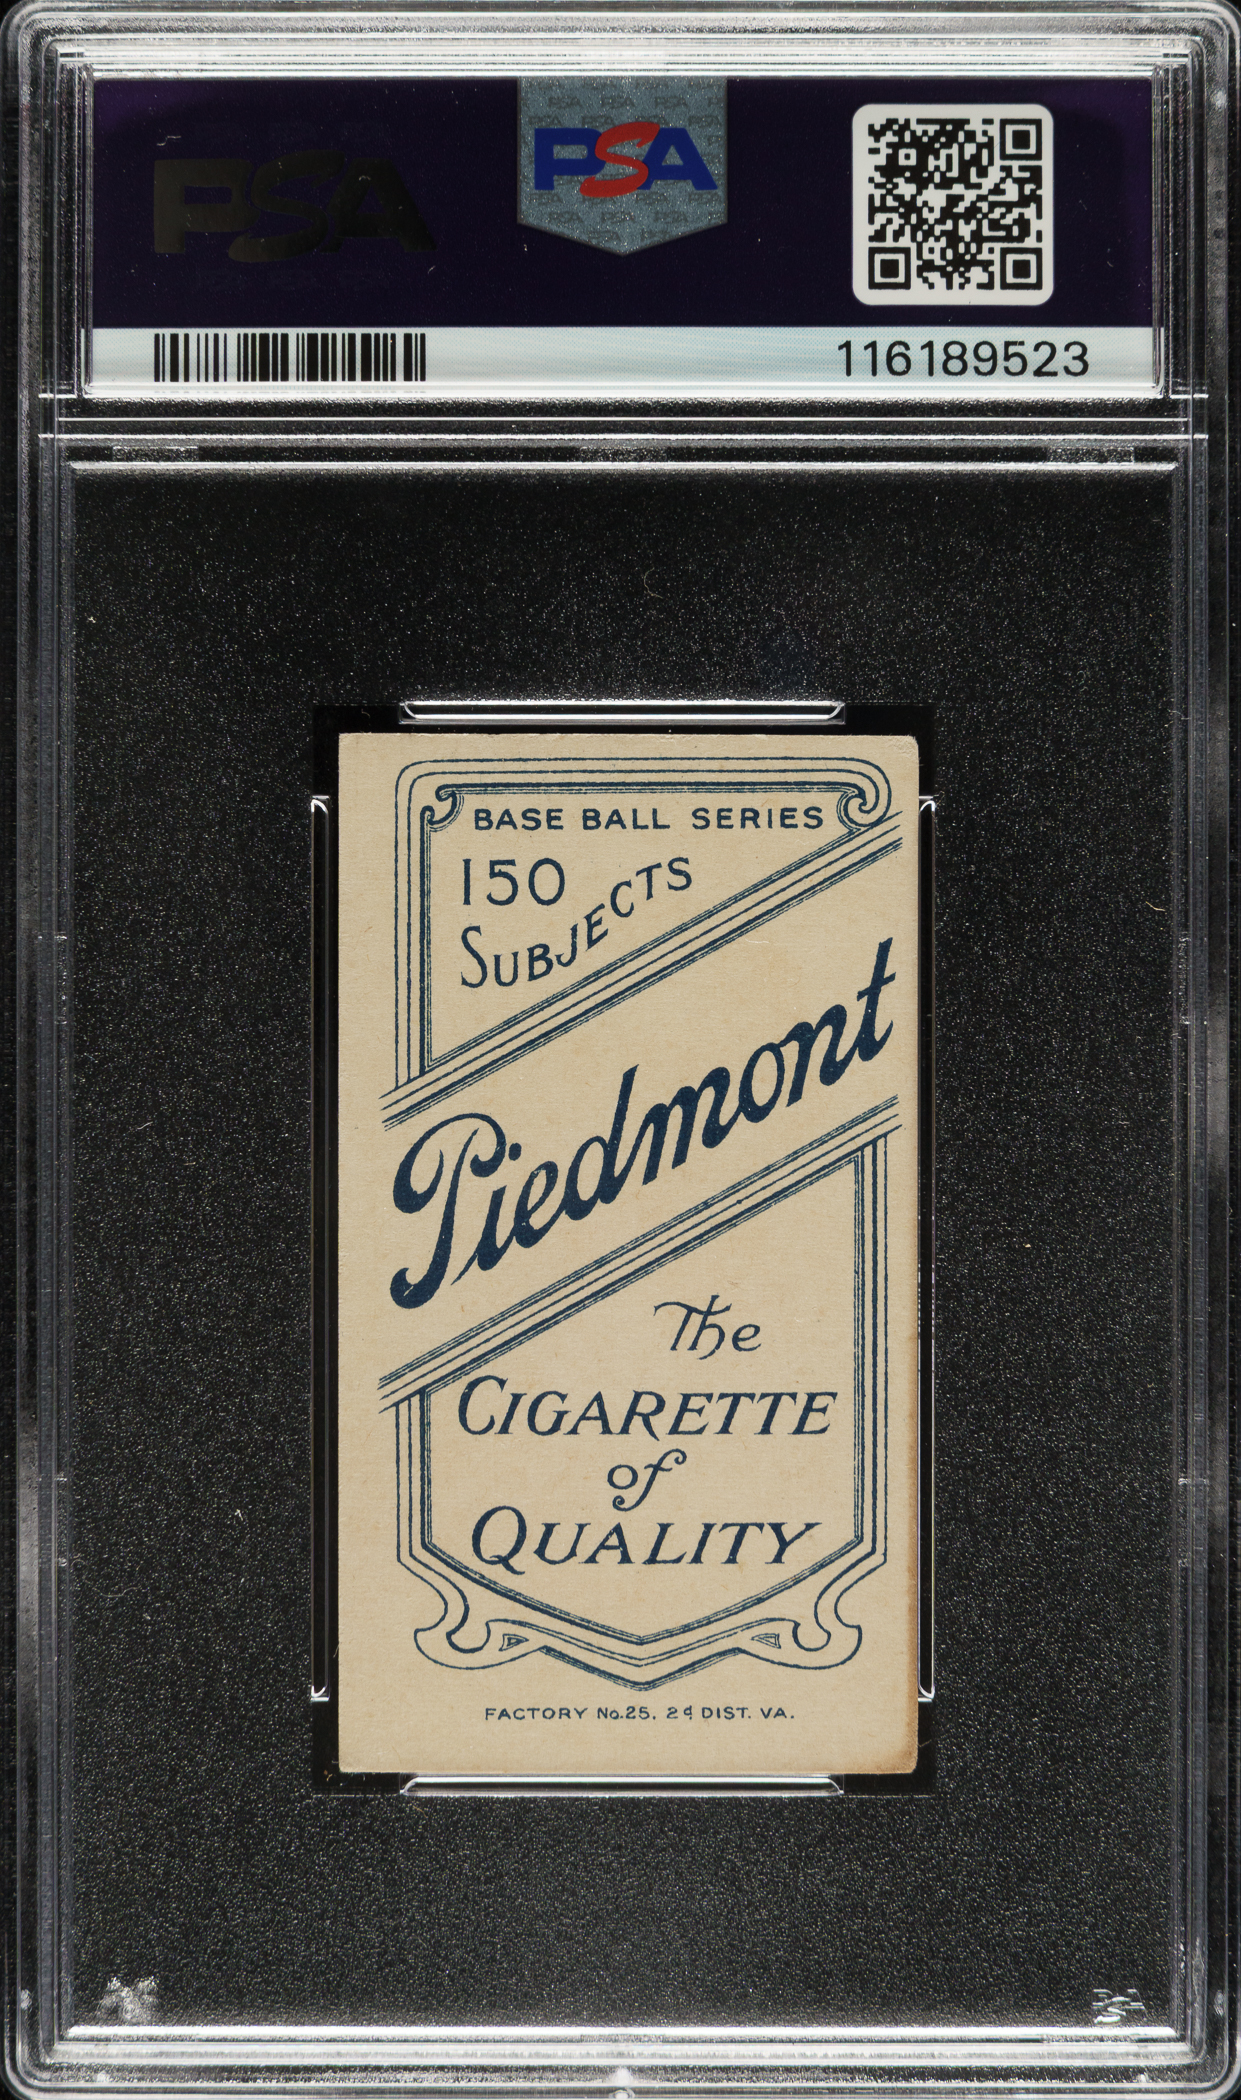 PSA
PSA
116189523
BASE BALL SERIES
150
SUBJECTS
Piedmont
The
CIGARETTE
of
QUALITY
FACTORY No. 25. 2d DIST. VA.